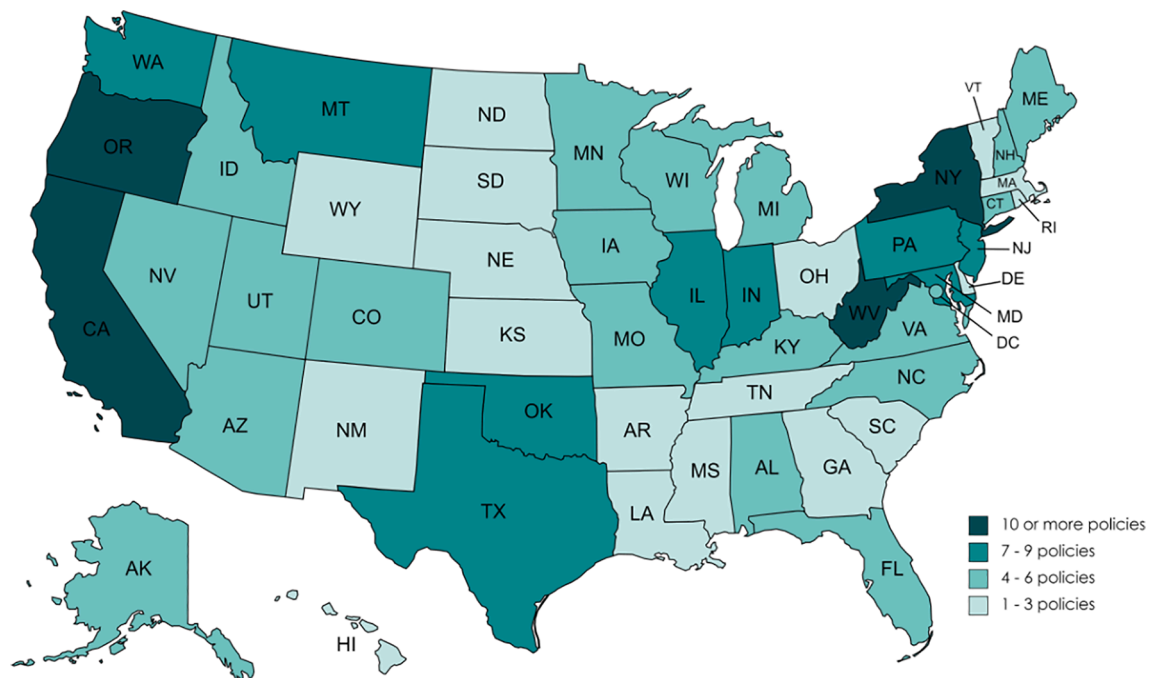 WA
MT
ND
VT
ME
OR
MN
ID
SD
WI
NH
NY
MA
WY
MI
CT
RI
IA
PA
NJ
NE
NV
OH
DE
UT
IL
IN
CO
WV
MD
CA
KS
MO
VA
DC
KY
NC
TN
OK
AZ
NM
AR
SC
MS
AL
GA
TX
LA
10 or more policies
7 - 9 policies
AK
FL
4 - 6 policies
1 - 3 policies
HI